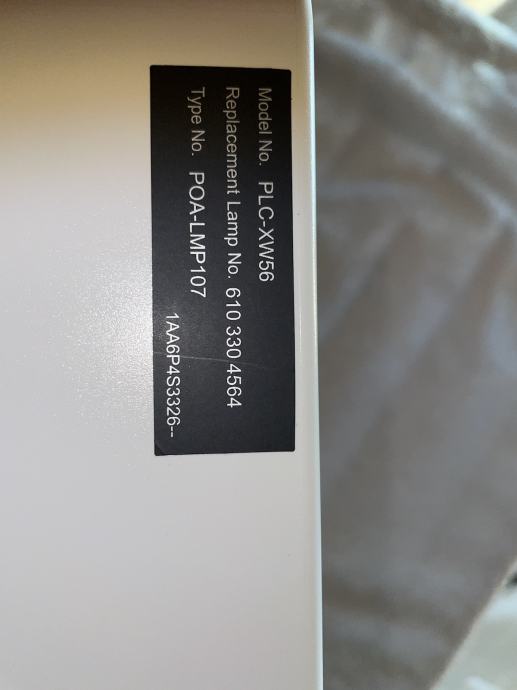 Model No. PLC-XW56
Replacement Lamp No. 610 330 4564
Type No. POA-LMP107
1AA6P4S3326--